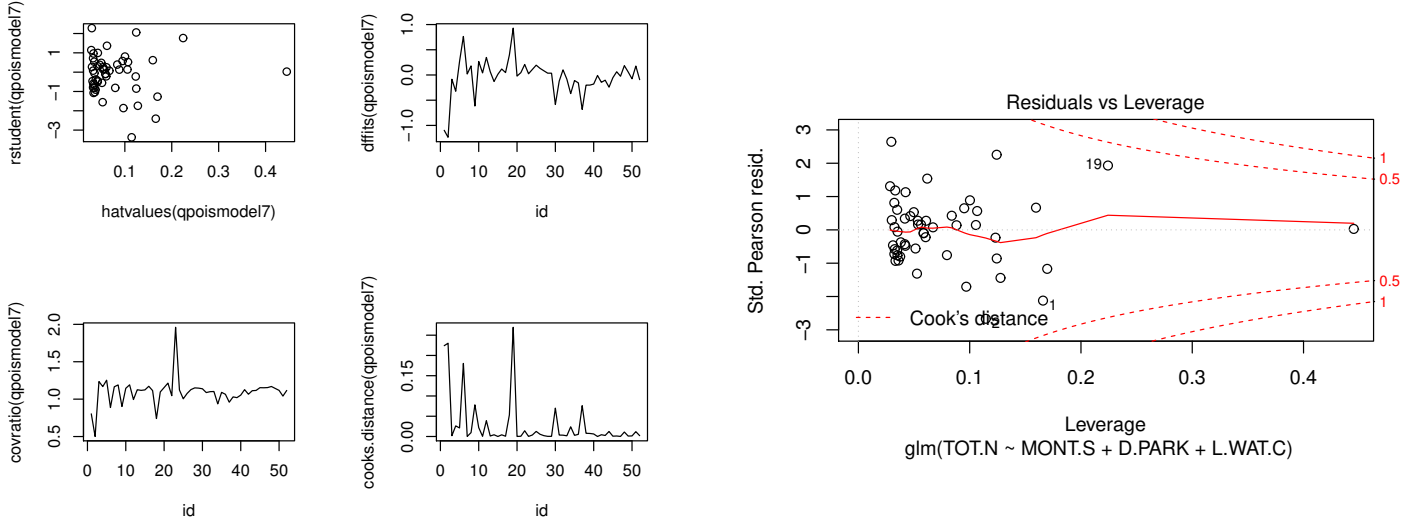 rstudent(qpoismodel7)
1
−1
−3
0.1 0.2 0.3 0.4
hatvalues(qpoismodel7)
dffits(qpoismodel7)
1.0
0.0
−1.0
0 10 20 30 40 50
id
covratio(qpoismodel7)
2.0
1.5
1.0
0.5
0 10 20 30 40 50
id
cooks.distance(qpoismodel7)
0.15
0.00
0 10 20 30 40 50
id
Residuals vs Leverage
Std. Pearson resid.
3
2
1
0
−1
−3
19
1
2
1
0.5
0.5
1
Cook's distance
0.0 0.1 0.2 0.3 0.4
Leverage
glm(TOT.N ~ MONT.S + D.PARK + L.WAT.C)